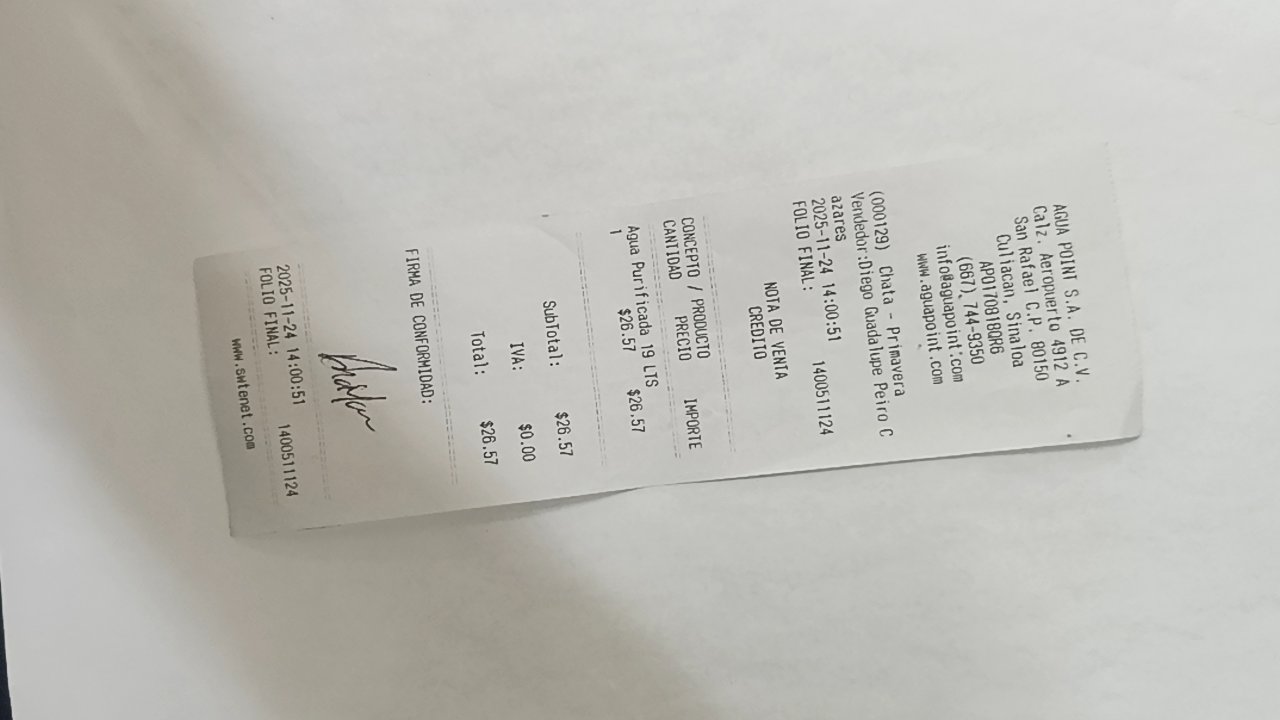 AGUA POINT S.A. DE C.V.
Calz. Aeropuerto 4912 A
San Rafael C.P. 80150
Culiacan, Sinaloa
APO170818QR6
(667) 744-9350
info@aguapoint.com
www.aguapoint.com
(000129) Chata - Primavera
Vendedor:Diego Guadalupe Peiro C
azares
2025-11-24 14:00:51 1400511124
FOLIO FINAL:
NOTA DE VENTA
CREDITO
CONCEPTO / PRODUCTO
CANTIDAD PRECIO IMPORTE
Agua Purificada 19 LTS
1 $26.57 $26.57
SubTotal: $26.57
IVA: $0.00
Total: $26.57
FIRMA DE CONFORMIDAD:
2025-11-24 14:00:51 1400511124
FOLIO FINAL:
www.swtenet.com